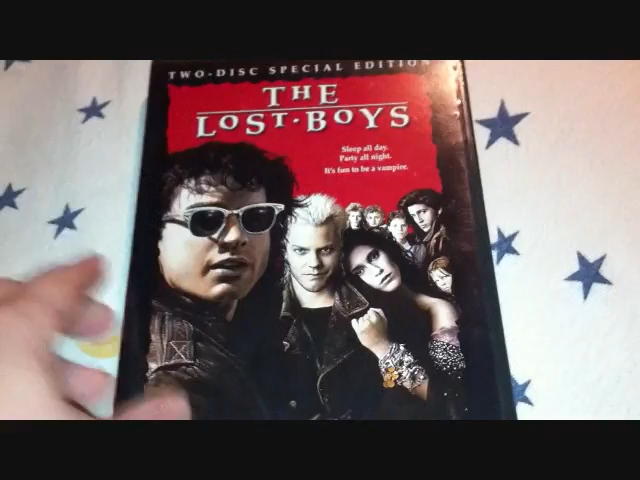 TWO-DISC SPECIAL EDITION
THE
LOST·BOYS
Sleep all day.
Party all night.
It's fun to be a vampire.